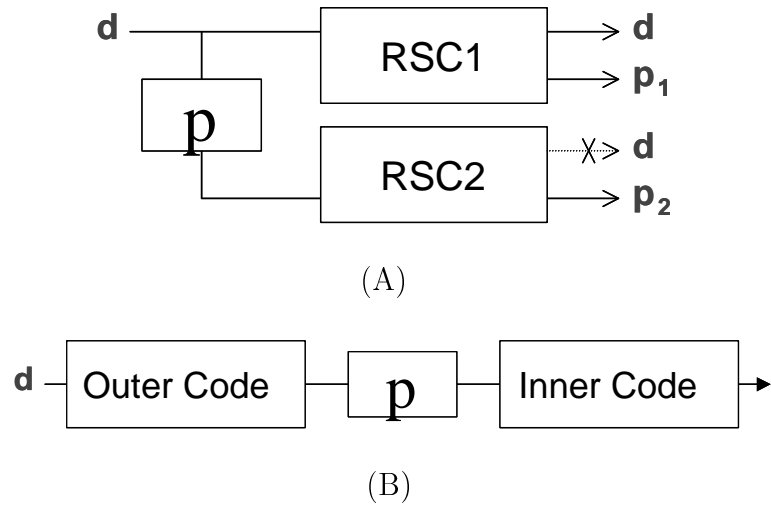 d RSC1 d
p₁
p
RSC2 d
p₂
(A)
d Outer Code p Inner Code
(B)